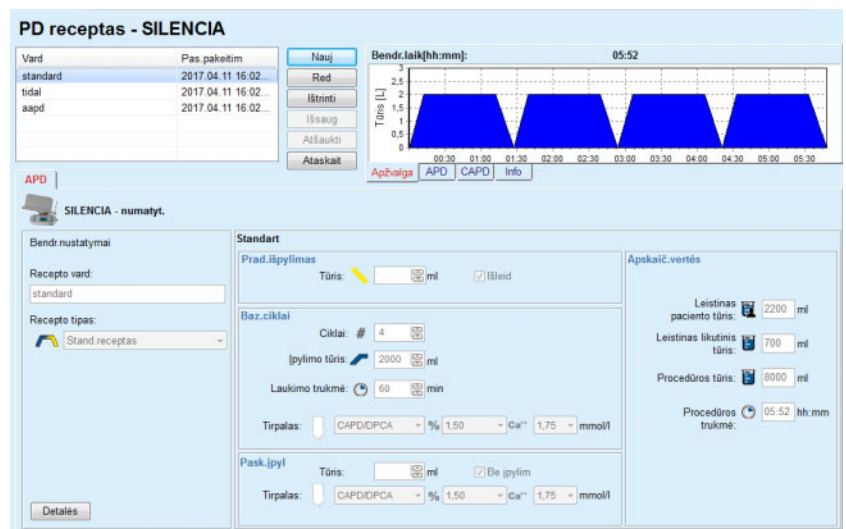 PD receptas - SILENCIA
Vard Pas.pakeitim
standard 2017.04.11 16:02...
tidal 2017.04.11 16:02...
aapd 2017.04.11 16:02...
Nauj
Red
Ištrinti
Išsaug
Atšaukti
Ataskait
Bendr.laik[hh:mm]: 05:52
Tūris [L]
3
2,5
2
1,5
1
0,5
0
00:30 01:00 01:30 02:00 02:30 03:00 03:30 04:00 04:30 05:00 05:30
Apžvalga APD CAPD Info
APD
SILENCIA - numatyt.
Bendr.nustatymai
Recepto vard:
standard
Recepto tipas:
Stand.receptas
Detalės
Standart
Prad.išpylimas
Tūris: ml Išleid
Baz.ciklai
Ciklai: # 4
Įpylimo tūris: 2000 ml
Laukimo trukmė: 60 min
Tirpalas: CAPD/DPCA % 1,50 Ca⁺⁺ 1,75 mmol/l
Pask.įpyl
Tūris: ml Be įpylim
Tirpalas: CAPD/DPCA % 1,50 Ca⁺⁺ 1,75 mmol/l
Apskaič.vertės
Leistinas
paciento tūris: 2200 ml
Leistinas likutinis
tūris: 700 ml
Procedūros tūris: 8000 ml
Procedūros
trukmė: 05:52 hh:mm